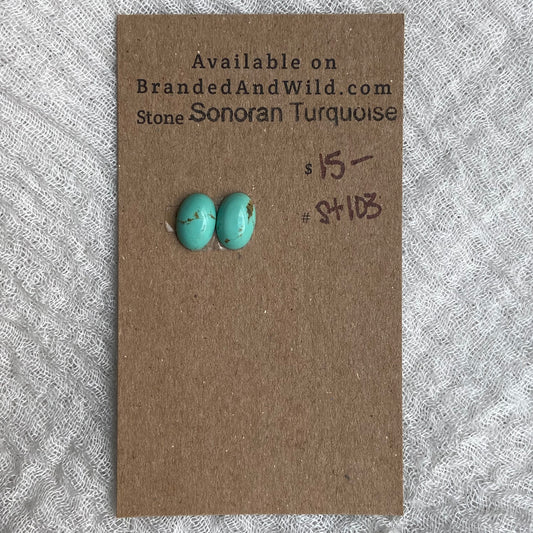 Available on
BrandedAndWild.com
Stone Sonoran Turquoise
$ 15-
# St103